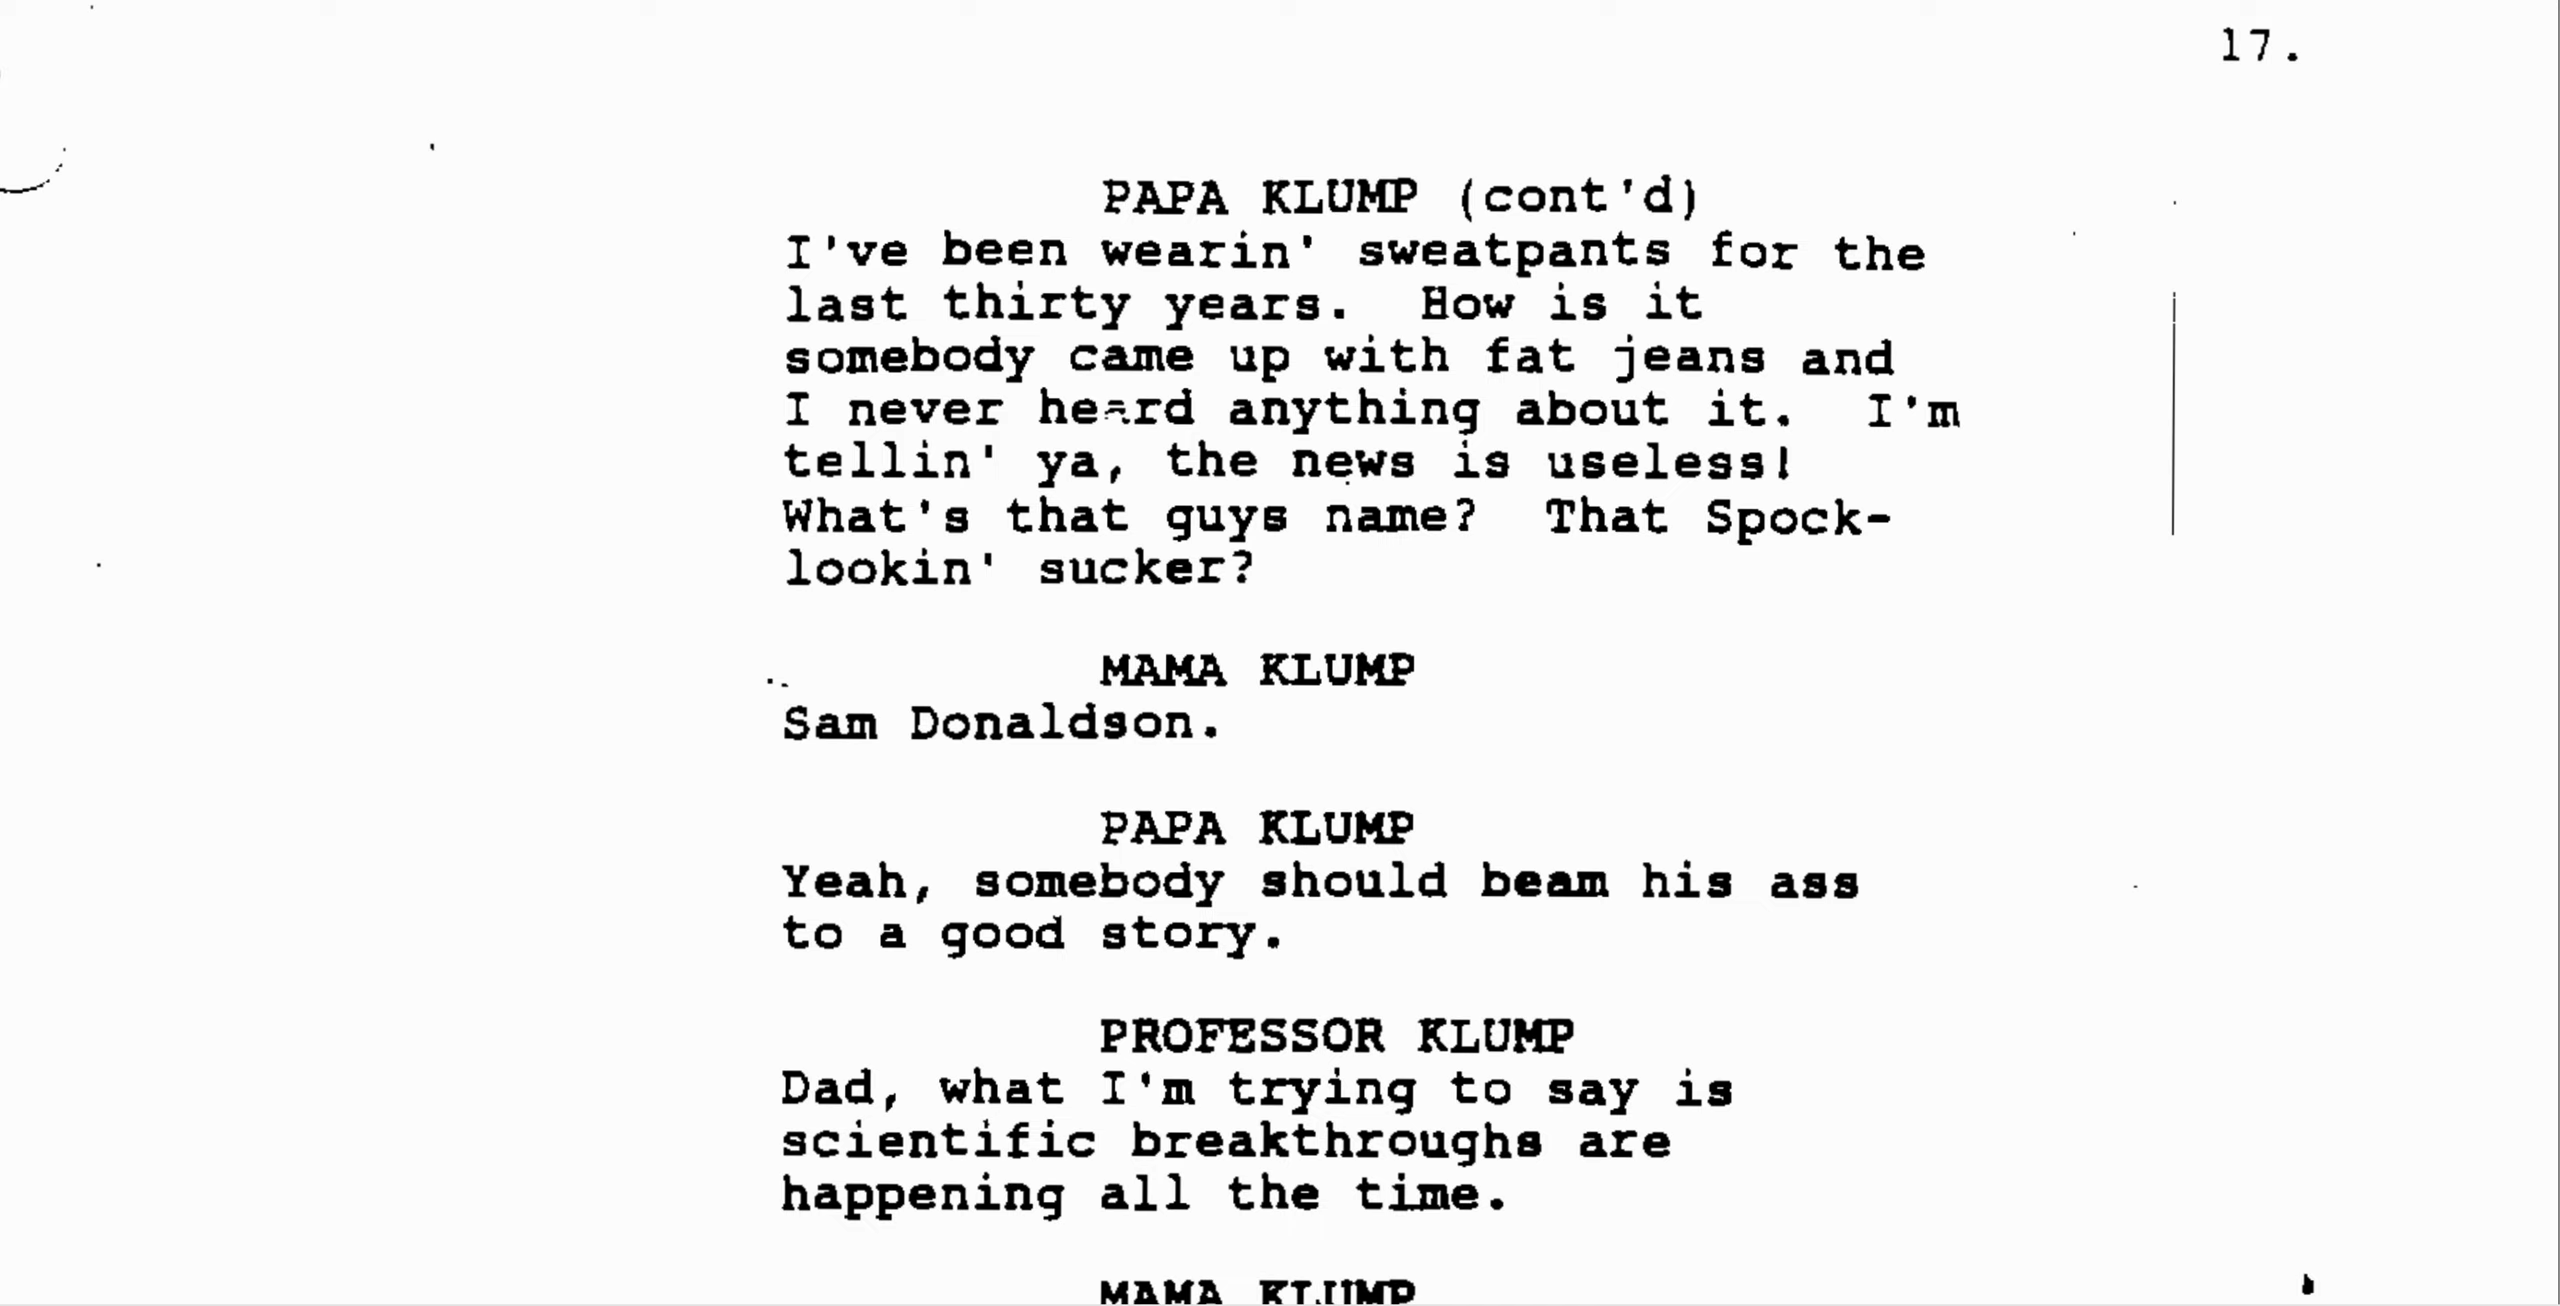 17.
PAPA KLUMP (cont'd)
I've been wearin' sweatpants for the
last thirty years.  How is it
somebody came up with fat jeans and
I never heard anything about it.  I'm
tellin' ya, the news is useless!
What's that guys name?  That Spock-
lookin' sucker?
MAMA KLUMP
Sam Donaldson.
PAPA KLUMP
Yeah, somebody should beam his ass
to a good story.
PROFESSOR KLUMP
Dad, what I'm trying to say is
scientific breakthroughs are
happening all the time.
MAMA KLUMP